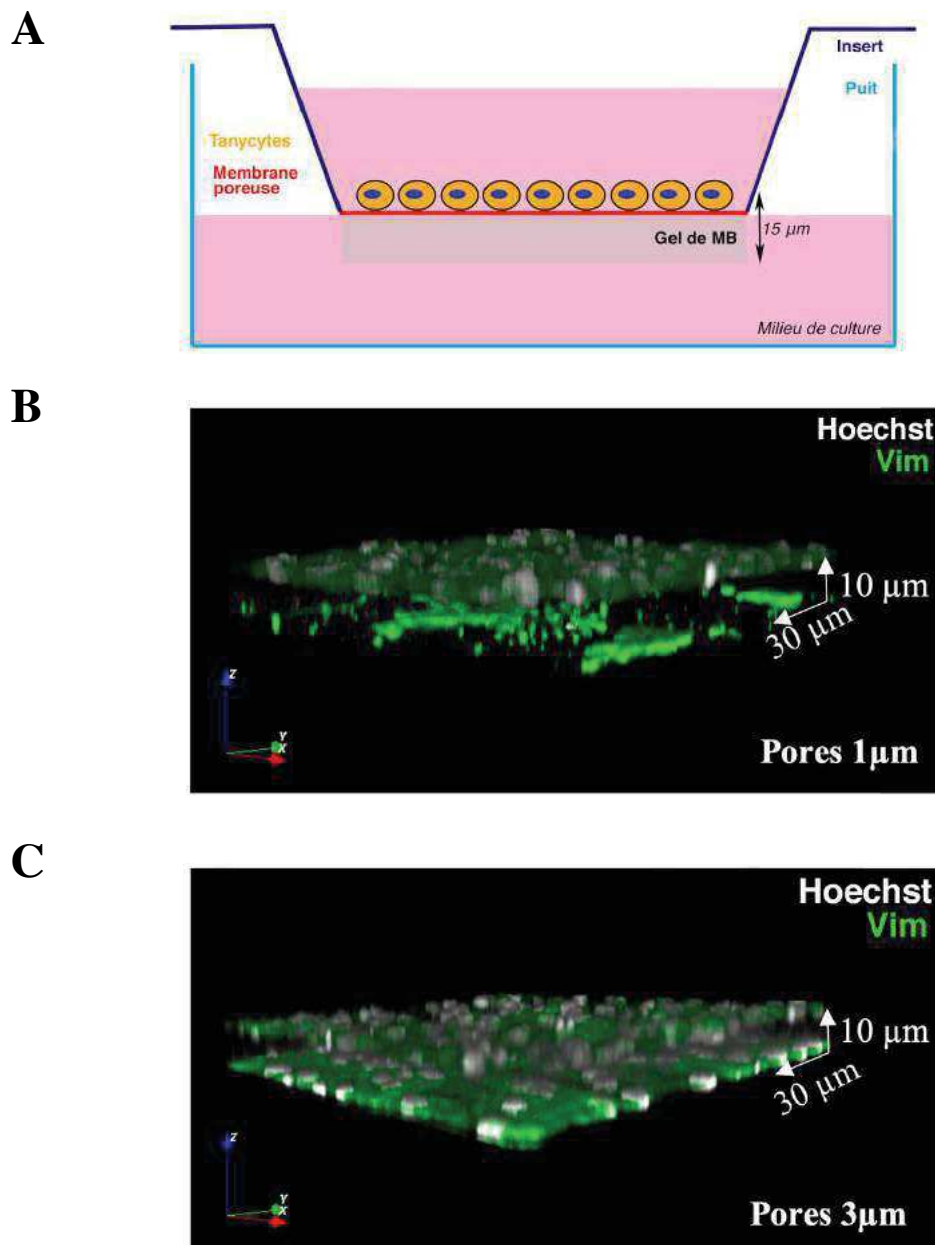 A
Insert
Puit
Tanycytes
Membrane
poreuse
Gel de MB
15 µm
Milieu de culture
B
Hoechst
Vim
10 µm
30 µm
Z
Y
X
Pores 1µm
C
Hoechst
Vim
10 µm
30 µm
Z
Y
X
Pores 3µm